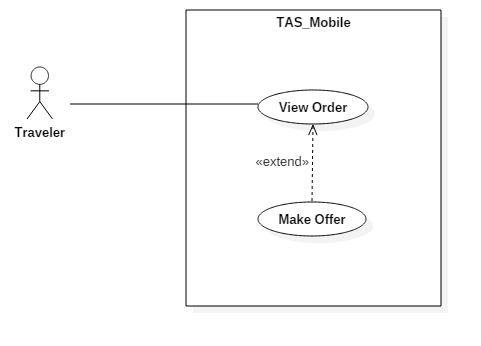 TAS_Mobile
View Order
Traveler
«extend»
Make Offer